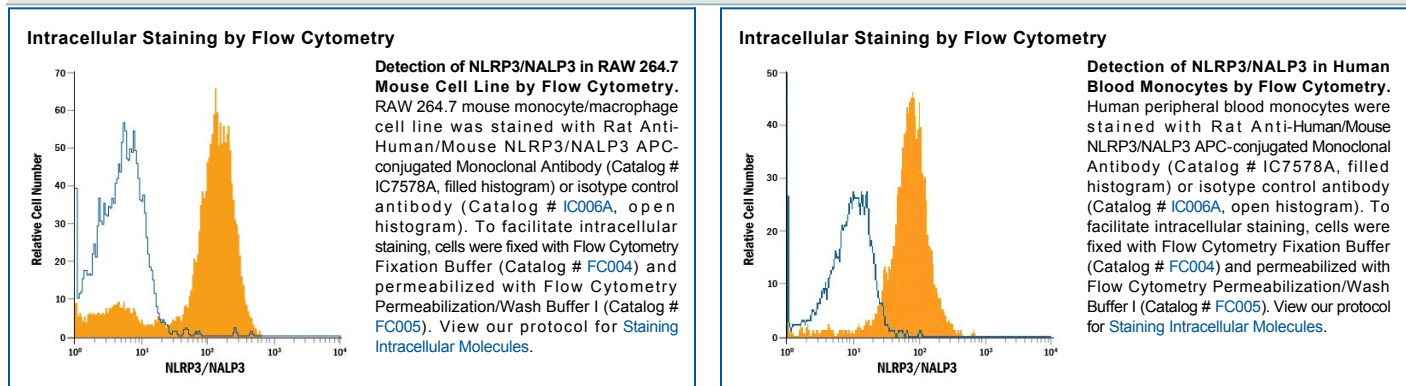 Intracellular Staining by Flow Cytometry
70
60
50
40
30
20
10
0
Relative Cell Number
10⁰
10¹
10²
10³
10⁴
NLRP3/NALP3
Detection of NLRP3/NALP3 in RAW 264.7
Mouse Cell Line by Flow Cytometry.
RAW 264.7 mouse monocyte/macrophage
cell line was stained with Rat Anti-
Human/Mouse NLRP3/NALP3 APC-
conjugated Monoclonal Antibody (Catalog #
IC7578A, filled histogram) or isotype control
antibody (Catalog # IC006A, open
histogram). To facilitate intracellular
staining, cells were fixed with Flow Cytometry
Fixation Buffer (Catalog # FC004) and
permeabilized with Flow Cytometry
Permeabilization/Wash Buffer I (Catalog #
FC005). View our protocol for Staining
Intracellular Molecules.
Intracellular Staining by Flow Cytometry
50
40
30
20
10
0
Relative Cell Number
10⁰
10¹
10²
10³
10⁴
NLRP3/NALP3
Detection of NLRP3/NALP3 in Human
Blood Monocytes by Flow Cytometry.
Human peripheral blood monocytes were
stained with Rat Anti-Human/Mouse
NLRP3/NALP3 APC-conjugated Monoclonal
Antibody (Catalog # IC7578A, filled
histogram) or isotype control antibody
(Catalog # IC006A, open histogram). To
facilitate intracellular staining, cells were
fixed with Flow Cytometry Fixation Buffer
(Catalog # FC004) and permeabilized with
Flow Cytometry Permeabilization/Wash
Buffer I (Catalog # FC005). View our protocol
for Staining Intracellular Molecules.